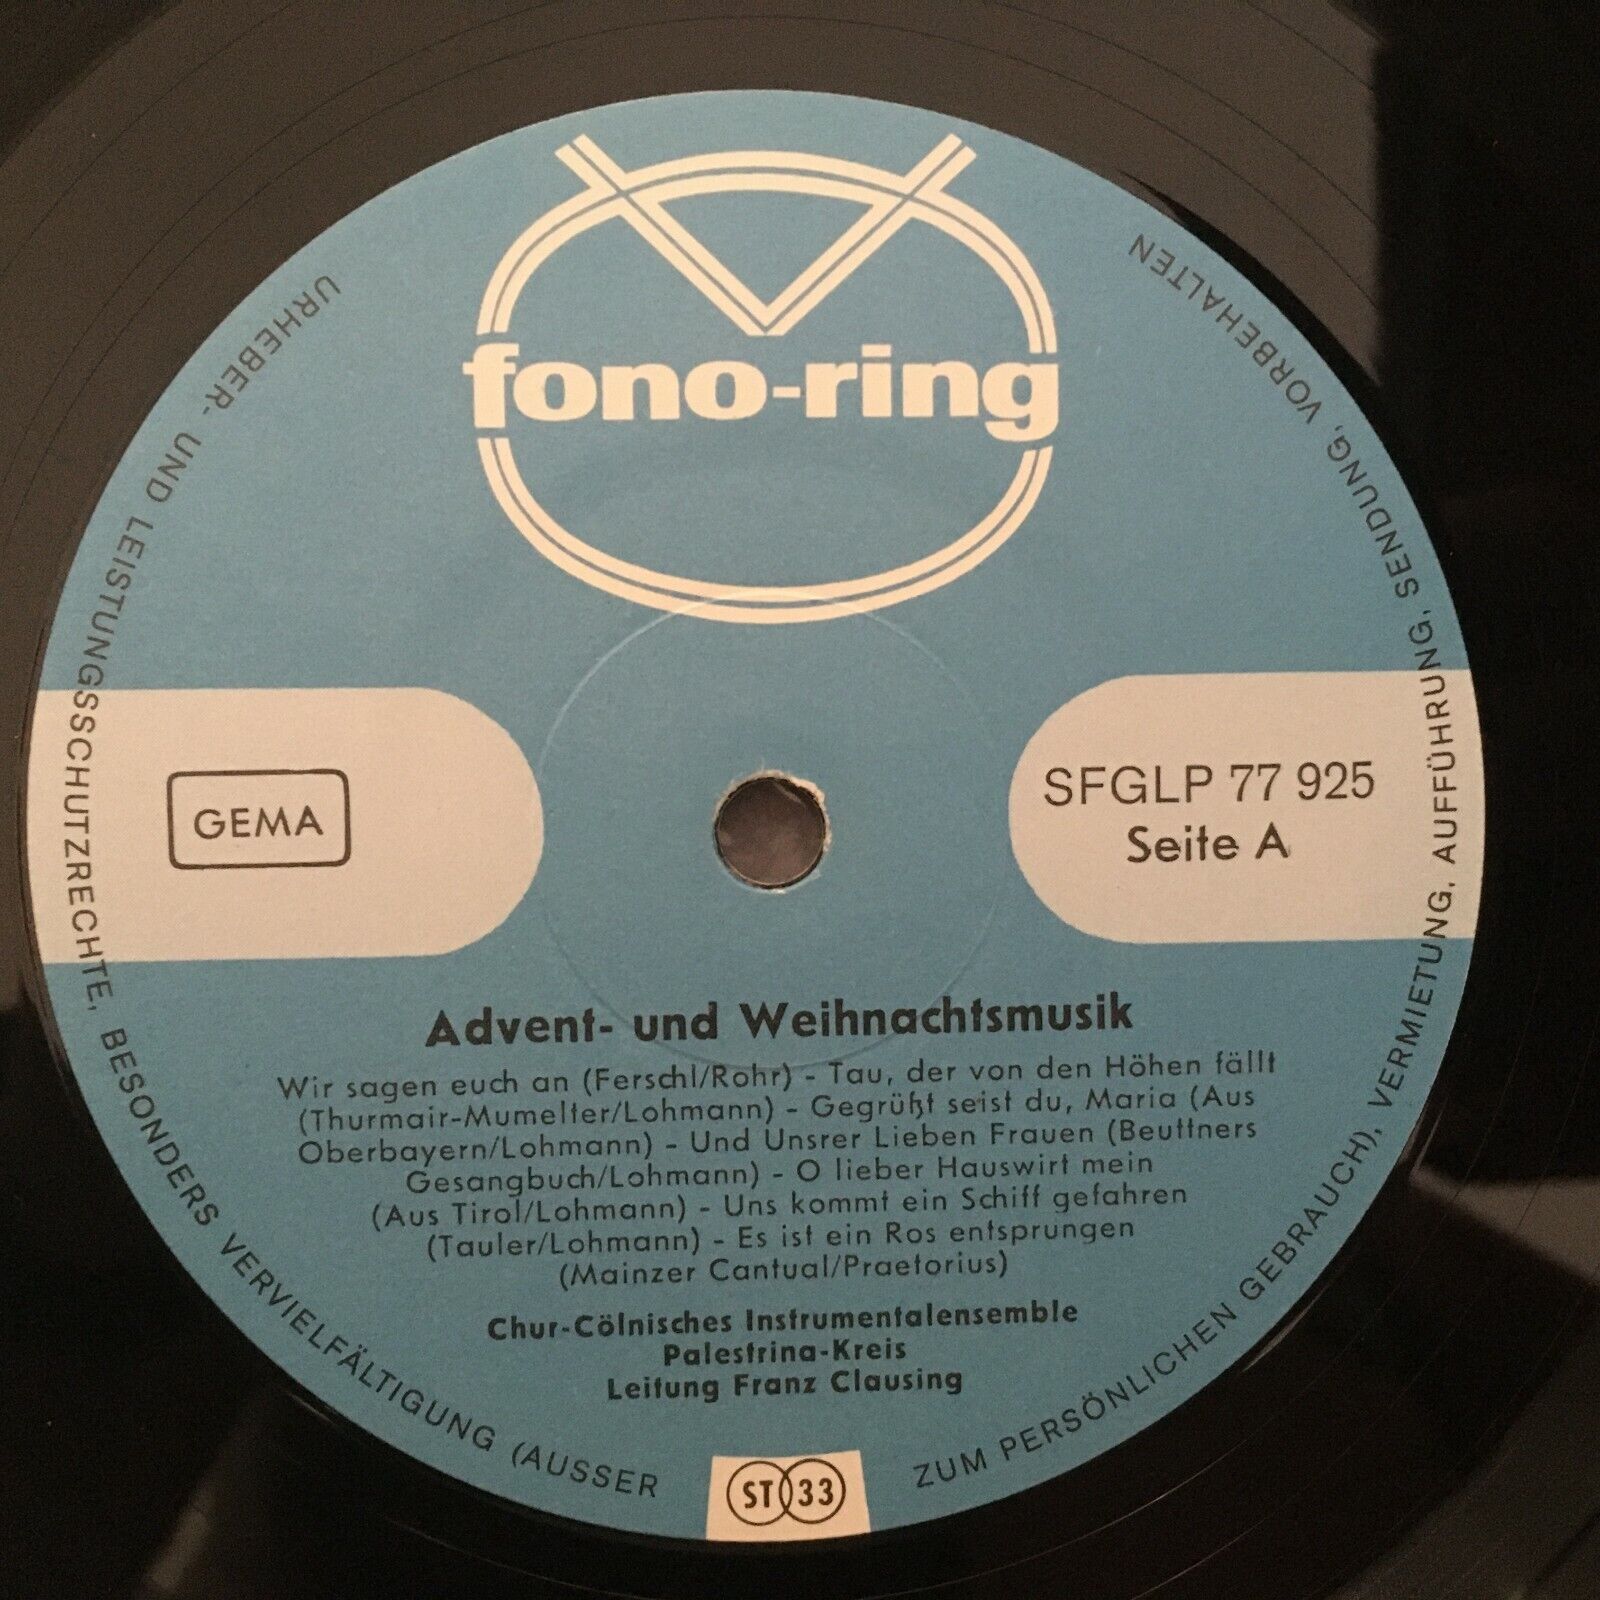 fono-ring
GEMA
SFGLP 77 925
Seite A
Advent- und Weihnachtsmusik
Wir sagen euch an (Ferschl/Rohr) - Tau, der von den Höhen fällt
(Thurmair-Mumelter/Lohmann) - Gegrüßt seist du, Maria (Aus
Oberbayern/Lohmann) - Und Unsrer Lieben Frauen (Beuttners
Gesangbuch/Lohmann) - O lieber Hauswirt mein
(Aus Tirol/Lohmann) - Uns kommt ein Schiff gefahren
(Tauler/Lohmann) - Es ist ein Ros entsprungen
(Mainzer Cantual/Praetorius)
Chur-Cölnisches Instrumentalensemble
Palestrina-Kreis
Leitung Franz Clausing
ST 33
URHEBER- UND LEISTUNGSSCHUTZRECHTE, BESONDERS VERVIELFÄLTIGUNG (AUSSER ZUM PERSÖNLICHEN GEBRAUCH), VERMIETUNG, AUFFÜHRUNG, SENDUNG, VORBEHALTEN